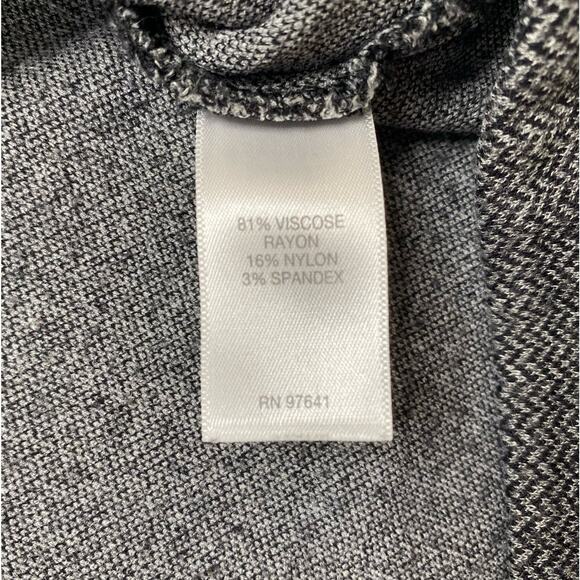 81% VISCOSE
RAYON
16% NYLON
3% SPANDEX
RN 97641